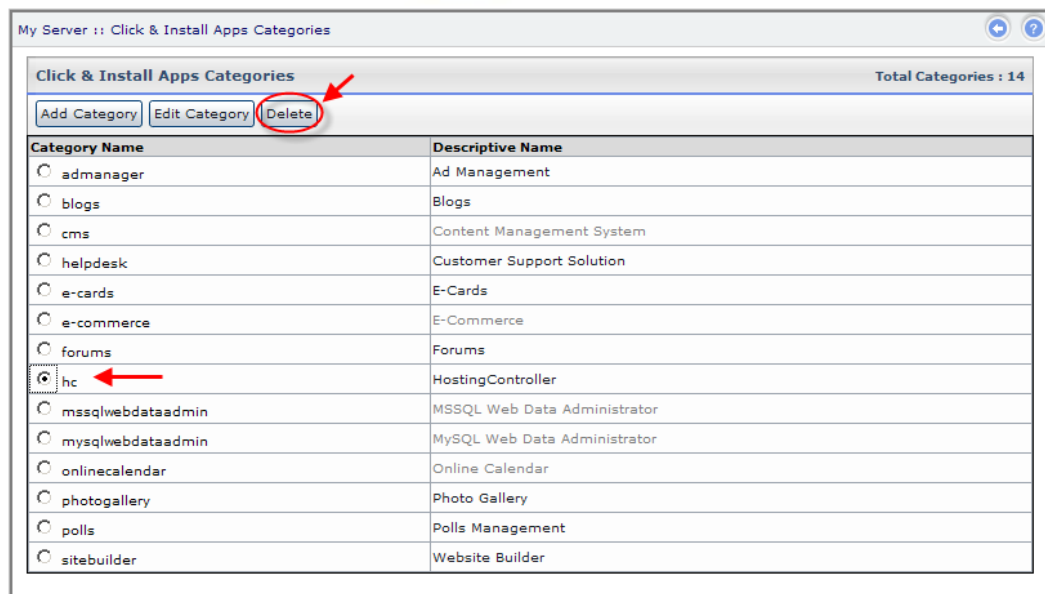 My Server :: Click & Install Apps Categories
Click & Install Apps Categories Total Categories : 14
Add Category Edit Category Delete
Category Name Descriptive Name
admanager Ad Management
blogs Blogs
cms Content Management System
helpdesk Customer Support Solution
e-cards E-Cards
e-commerce E-Commerce
forums Forums
hc HostingController
mssqlwebdataadmin MSSQL Web Data Administrator
mysqlwebdataadmin MySQL Web Data Administrator
onlinecalendar Online Calendar
photogallery Photo Gallery
polls Polls Management
sitebuilder Website Builder